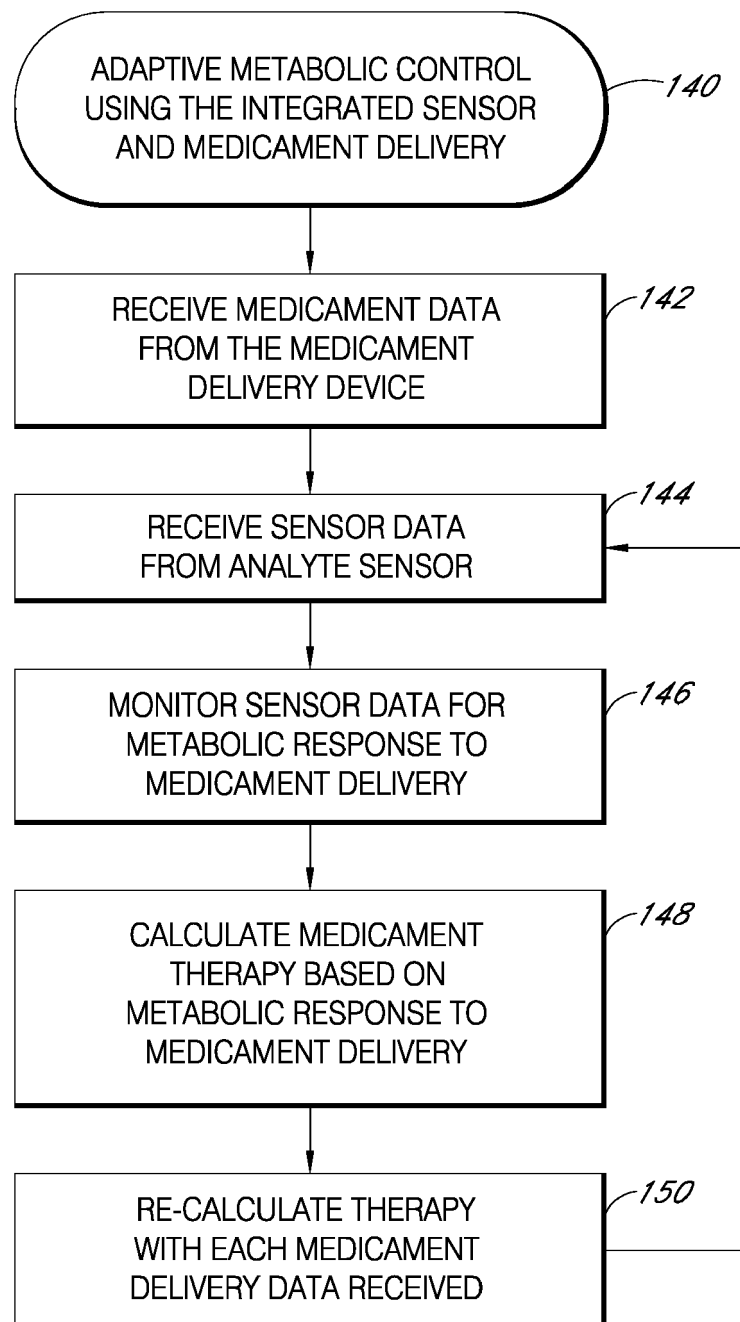 ADAPTIVE METABOLIC CONTROL
USING THE INTEGRATED SENSOR
AND MEDICAMENT DELIVERY
140
RECEIVE MEDICAMENT DATA
FROM THE MEDICAMENT
DELIVERY DEVICE
142
RECEIVE SENSOR DATA
FROM ANALYTE SENSOR
144
MONITOR SENSOR DATA FOR
METABOLIC RESPONSE TO
MEDICAMENT DELIVERY
146
CALCULATE MEDICAMENT
THERAPY BASED ON
METABOLIC RESPONSE TO
MEDICAMENT DELIVERY
148
RE-CALCULATE THERAPY
WITH EACH MEDICAMENT
DELIVERY DATA RECEIVED
150